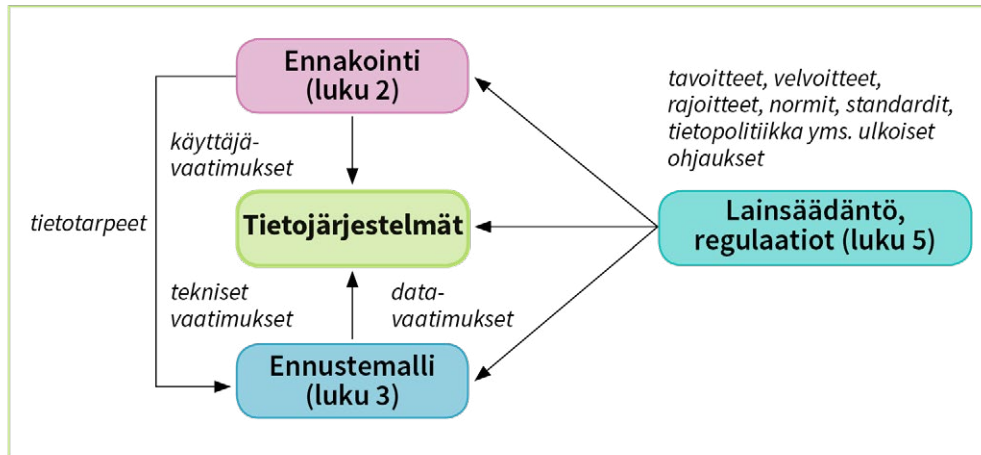 Ennakointi
(luku 2)
tavoitteet, velvoitteet,
rajoitteet, normit, standardit,
tietopolitiikka yms. ulkoiset
ohjaukset
käyttäjä-
vaatimukset
tietotarpeet
Tietojärjestelmät
Lainsäädäntö,
regulaatiot (luku 5)
tekniset
vaatimukset
data-
vaatimukset
Ennustemalli
(luku 3)